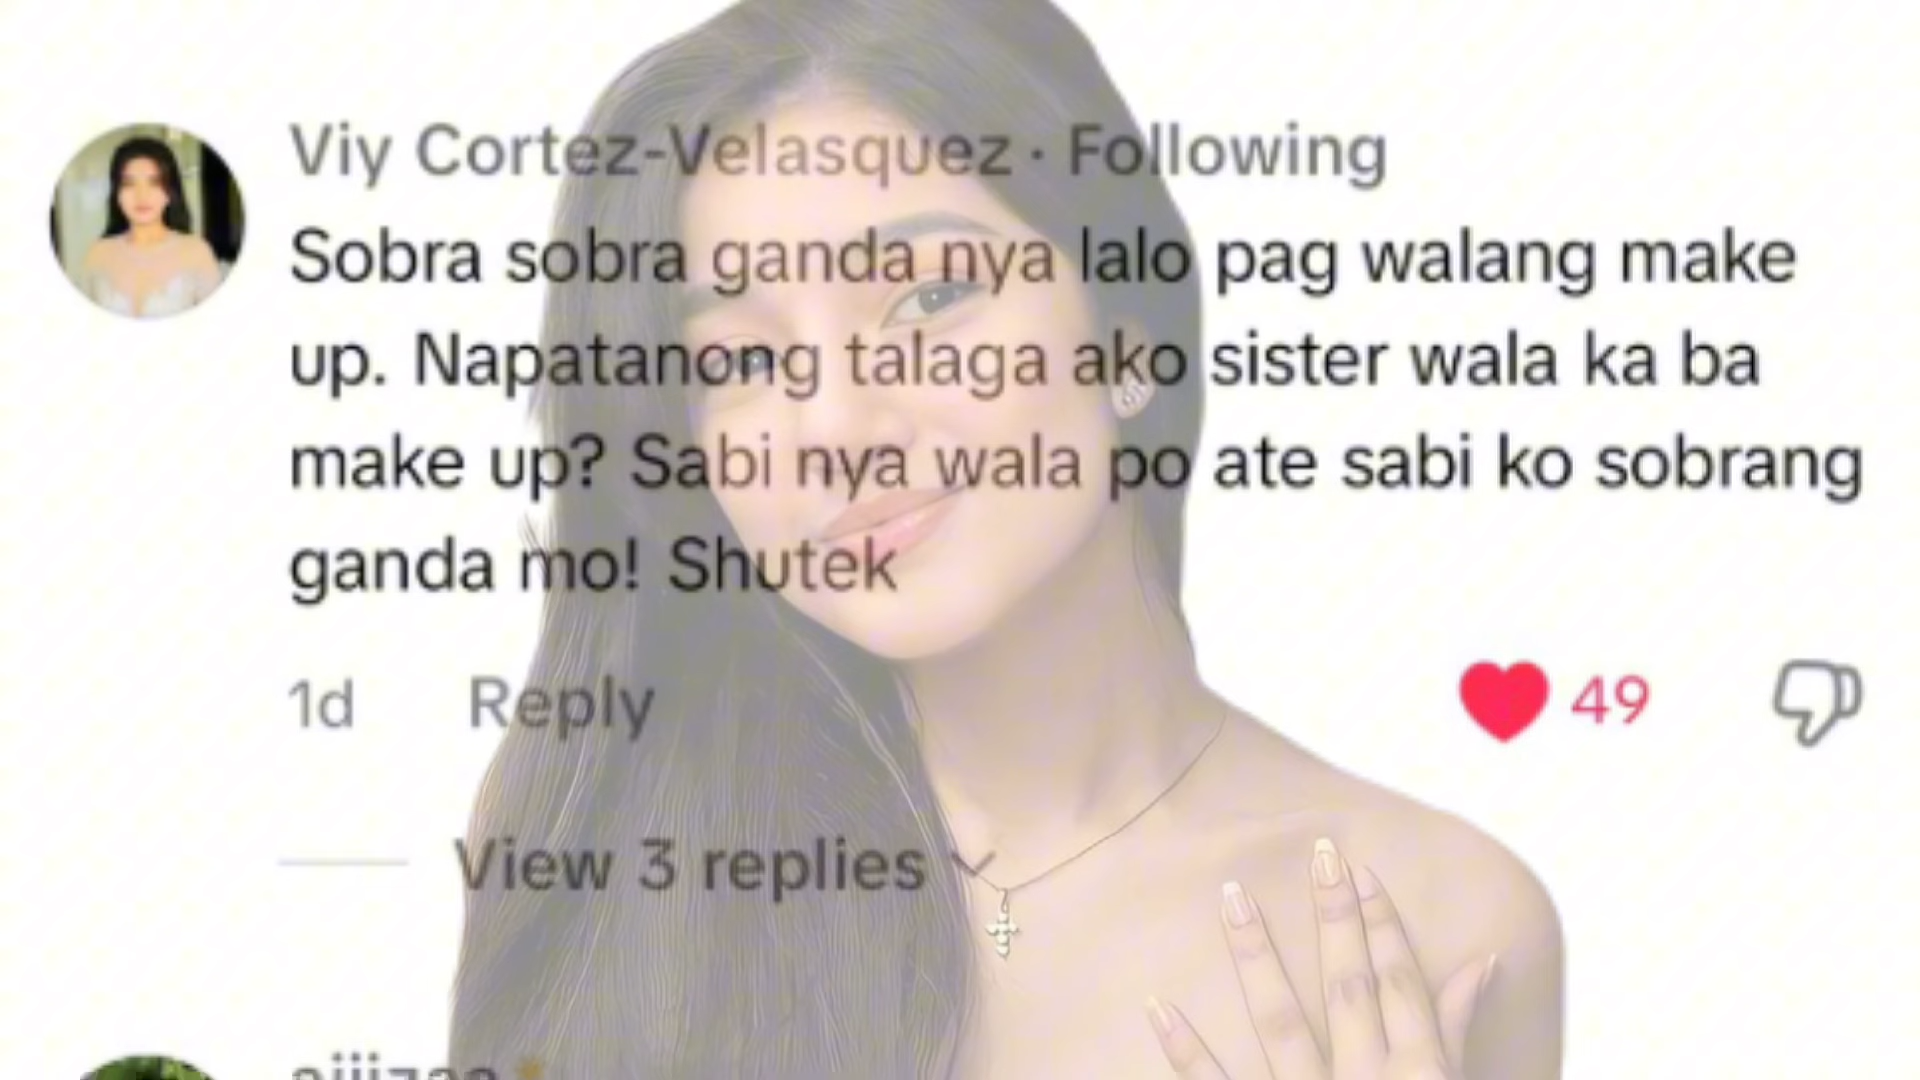 Viy Cortez-Velasquez · Following
Sobra sobra ganda nya lalo pag walang make
up. Napatanong talaga ako sister wala ka ba
make up? Sabi nya wala po ate sabi ko sobrang
ganda mo! Shutek
1d Reply 49
View 3 replies